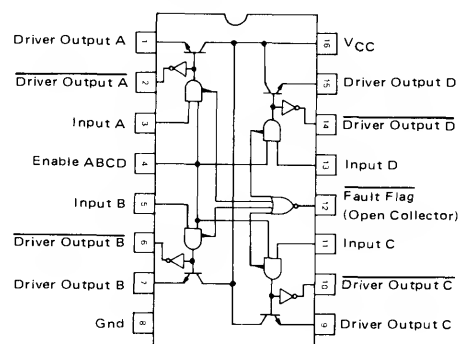 Driver Output A
1
16
VCC
Driver Output A
2
15
Driver Output D
Input A
3
14
Driver Output D
Enable ABCD
4
13
Input D
Input B
5
12
Fault Flag
(Open Collector)
Driver Output B
6
11
Input C
Driver Output B
7
10
Driver Output C
Gnd
8
9
Driver Output C